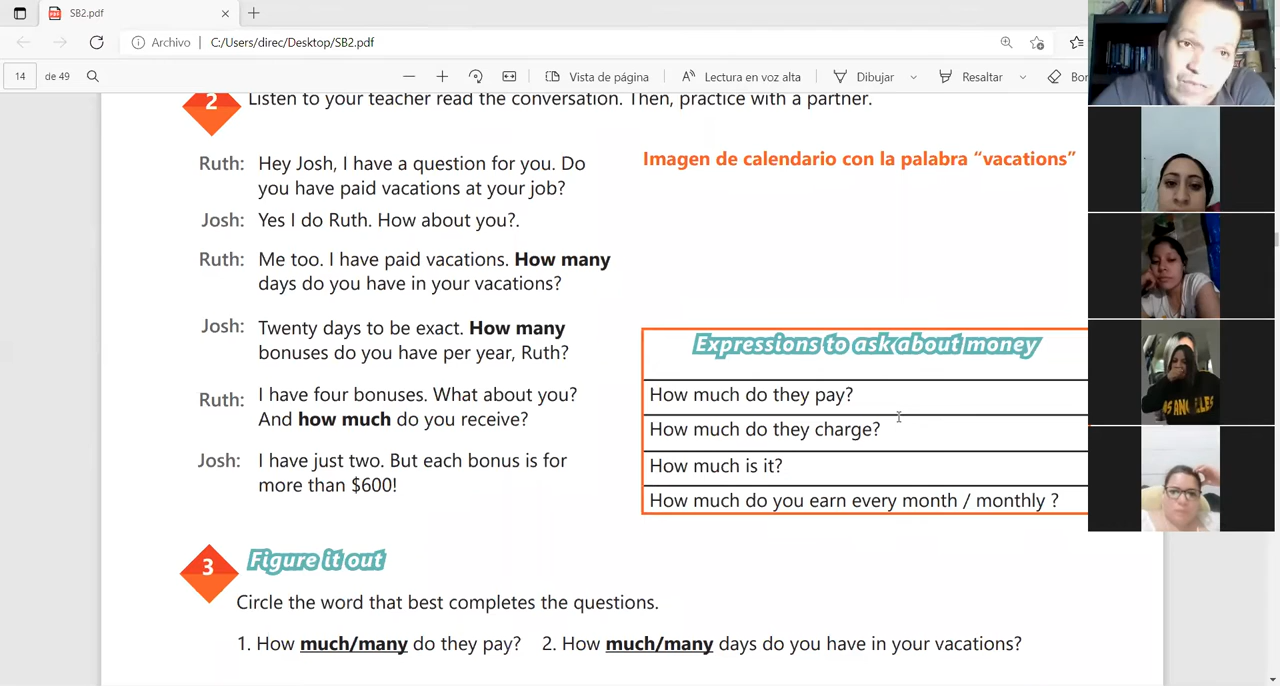 SB2.pdf
Archivo C:/Users/direc/Desktop/SB2.pdf
14 de 49 Vista de página Lectura en voz alta Dibujar Resaltar Bor
2 Listen to your teacher read the conversation. Then, practice with a partner.
Ruth: Hey Josh, I have a question for you. Do
you have paid vacations at your job?
Josh: Yes I do Ruth. How about you?.
Ruth: Me too. I have paid vacations. How many
days do you have in your vacations?
Josh: Twenty days to be exact. How many
bonuses do you have per year, Ruth?
Ruth: I have four bonuses. What about you?
And how much do you receive?
Josh: I have just two. But each bonus is for
more than $600!
Imagen de calendario con la palabra “vacations”
Expressions to ask about money
How much do they pay?
How much do they charge?
How much is it?
How much do you earn every month / monthly ?
3 Figure it out
Circle the word that best completes the questions.
1. How much/many do they pay? 2. How much/many days do you have in your vacations?